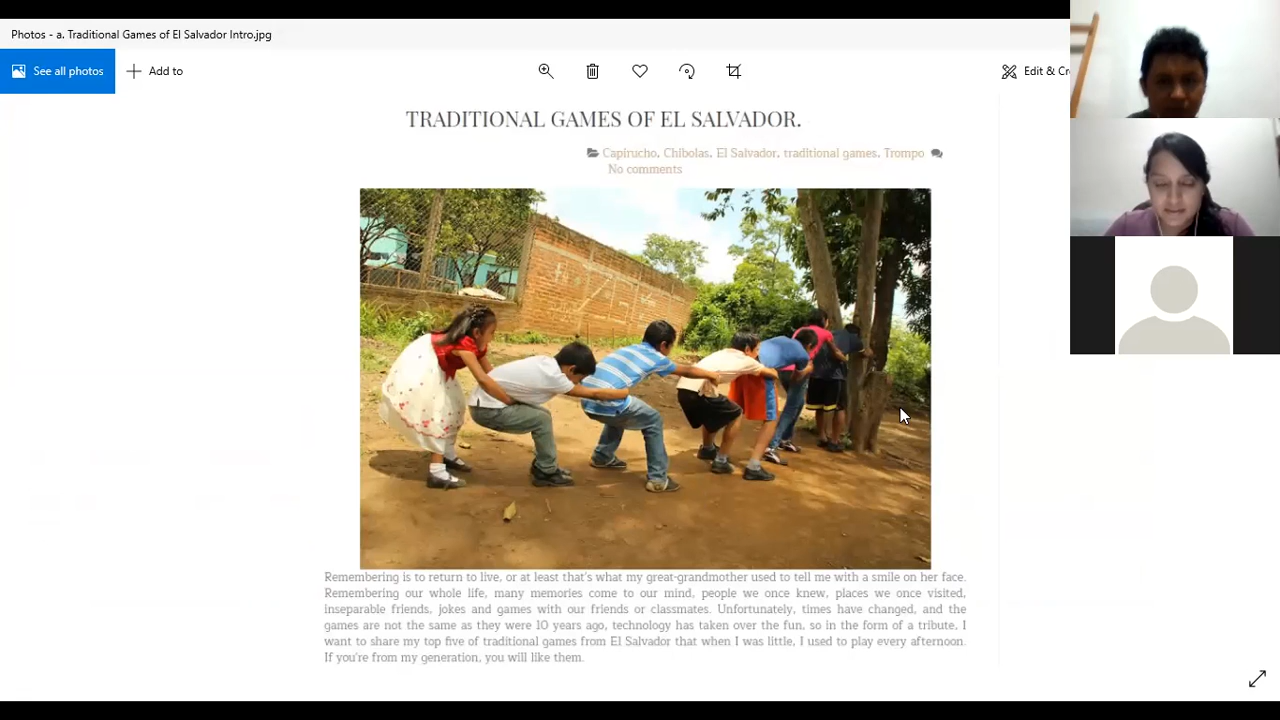 Photos - a. Traditional Games of El Salvador Intro.jpg
See all photos
Add to
Edit & Cr
TRADITIONAL GAMES OF EL SALVADOR.
Capirucho, Chibolas, El Salvador, traditional games, Trompo
No comments
Remembering is to return to live, or at least that's what my great-grandmother used to tell me with a smile on her face.
Remembering our whole life, many memories come to our mind, people we once knew, places we once visited,
inseparable friends, jokes and games with our friends or classmates. Unfortunately, times have changed, and the
games are not the same as they were 10 years ago, technology has taken over the fun, so in the form of a tribute, I
want to share my top five of traditional games from El Salvador that when I was little, I used to play every afternoon.
If you're from my generation, you will like them.